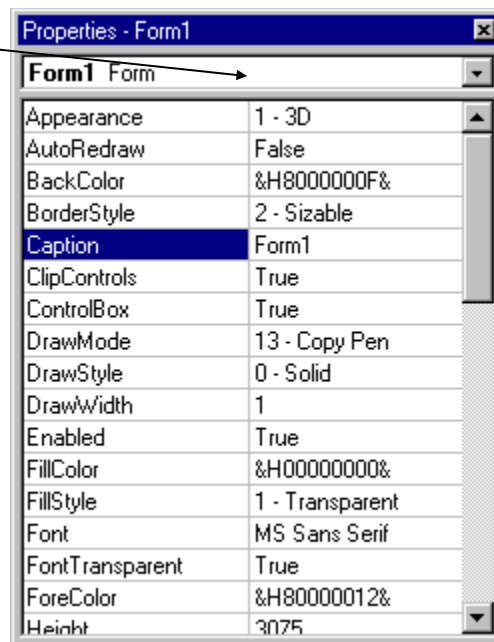 Properties - Form1
Form1 Form
Appearance 1 - 3D
AutoRedraw False
BackColor &H8000000F&
BorderStyle 2 - Sizable
Caption Form1
ClipControls True
ControlBox True
DrawMode 13 - Copy Pen
DrawStyle 0 - Solid
DrawWidth 1
Enabled True
FillColor &H00000000&
FillStyle 1 - Transparent
Font MS Sans Serif
FontTransparent True
ForeColor &H80000012&
Height 3075